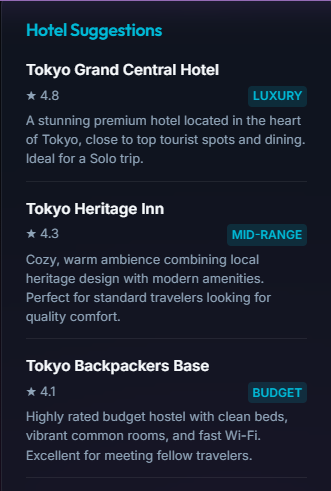 Hotel Suggestions
Tokyo Grand Central Hotel
★ 4.8
LUXURY
A stunning premium hotel located in the heart
of Tokyo, close to top tourist spots and dining.
Ideal for a Solo trip.
Tokyo Heritage Inn
★ 4.3
MID-RANGE
Cozy, warm ambience combining local
heritage design with modern amenities.
Perfect for standard travelers looking for
quality comfort.
Tokyo Backpackers Base
★ 4.1
BUDGET
Highly rated budget hostel with clean beds,
vibrant common rooms, and fast Wi-Fi.
Excellent for meeting fellow travelers.